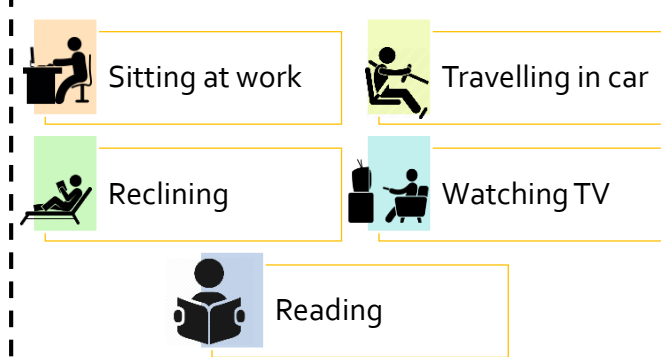 Sitting at work
Travelling in car
Reclining
Watching TV
Reading